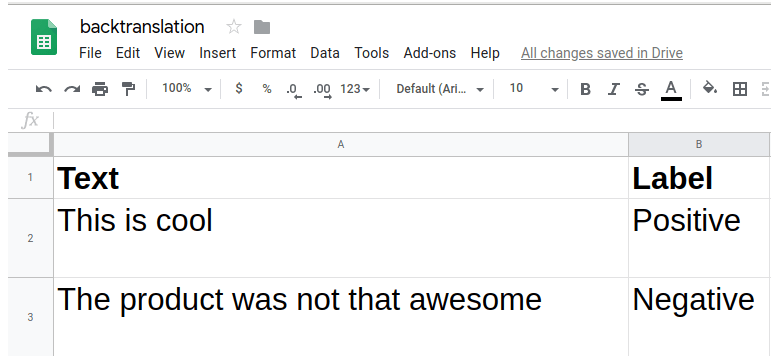 backtranslation
File Edit View Insert Format Data Tools Add-ons Help All changes saved in Drive
100% $ % .0 .00 123 Default (Ari... 10 B I S A
fx
A B
1 Text Label
2 This is cool Positive
3 The product was not that awesome Negative